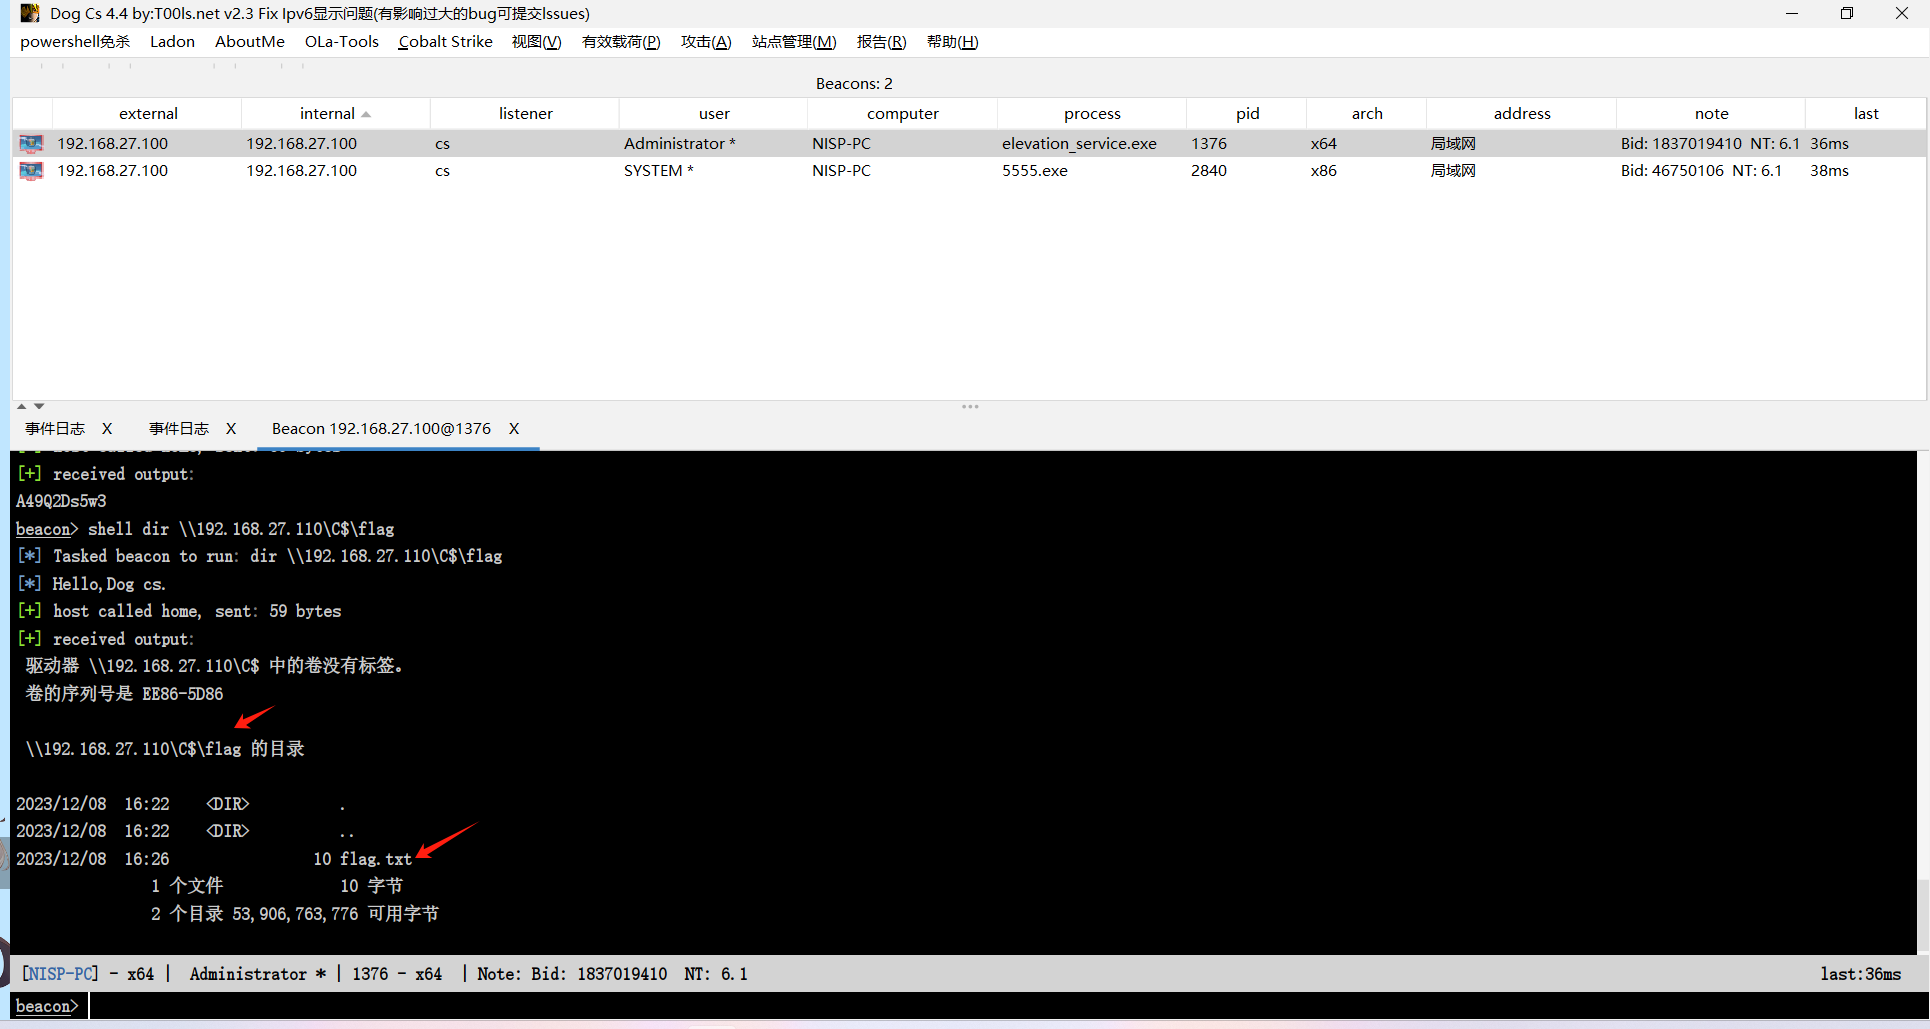 Dog Cs 4.4 by:T00ls.net v2.3 Fix Ipv6显示问题(有影响过大的bug可提交Issues)
powershell免杀 Ladon AboutMe OLa-Tools Cobalt Strike 视图(V) 有效载荷(P) 攻击(A) 站点管理(M) 报告(R) 帮助(H)
Beacons: 2
external internal listener user computer process pid arch address note last
192.168.27.100 192.168.27.100 cs Administrator * NISP-PC elevation_service.exe 1376 x64 局域网 Bid: 1837019410 NT: 6.1 36ms
192.168.27.100 192.168.27.100 cs SYSTEM * NISP-PC 5555.exe 2840 x86 局域网 Bid: 46750106 NT: 6.1 38ms
事件日志 X 事件日志 X Beacon 192.168.27.100@1376 X
[+] received output:
A49Q2Ds5w3
beacon> shell dir \\192.168.27.110\C$\flag
[*] Tasked beacon to run: dir \\192.168.27.110\C$\flag
[*] Hello,Dog cs.
[+] host called home, sent: 59 bytes
[+] received output:
驱动器 \\192.168.27.110\C$ 中的卷没有标签。
卷的序列号是 EE86-5D86
\\192.168.27.110\C$\flag 的目录
2023/12/08 16:22 <DIR> .
2023/12/08 16:22 <DIR> ..
2023/12/08 16:26 10 flag.txt
1 个文件 10 字节
2 个目录 53,906,763,776 可用字节
[NISP-PC] - x64 | Administrator * | 1376 - x64 | Note: Bid: 1837019410 NT: 6.1 last:36ms
beacon>